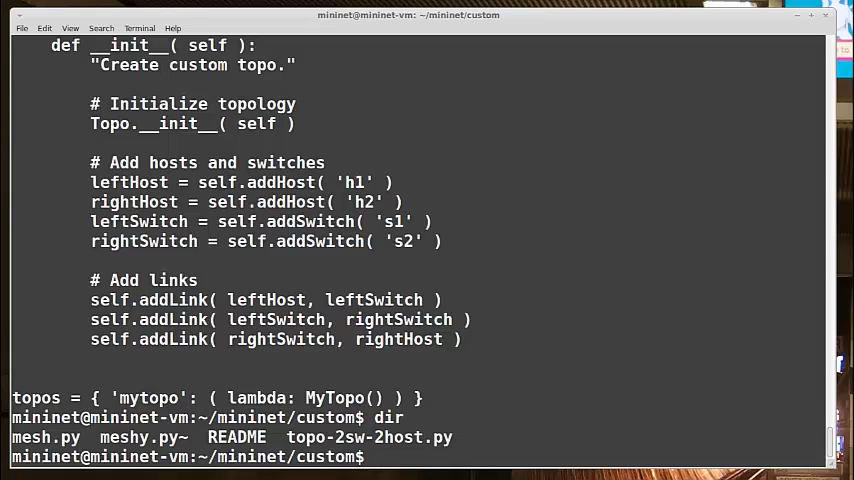 mininet@mininet-vm: ~/mininet/custom
File Edit View Search Terminal Help
def __init__( self ):
"Create custom topo."
# Initialize topology
Topo.__init__( self )
# Add hosts and switches
leftHost = self.addHost( 'h1' )
rightHost = self.addHost( 'h2' )
leftSwitch = self.addSwitch( 's1' )
rightSwitch = self.addSwitch( 's2' )
# Add links
self.addLink( leftHost, leftSwitch )
self.addLink( leftSwitch, rightSwitch )
self.addLink( rightSwitch, rightHost )
topos = { 'mytopo': ( lambda: MyTopo() ) }
mininet@mininet-vm:~/mininet/custom$ dir
mesh.py meshy.py~ README topo-2sw-2host.py
mininet@mininet-vm:~/mininet/custom$